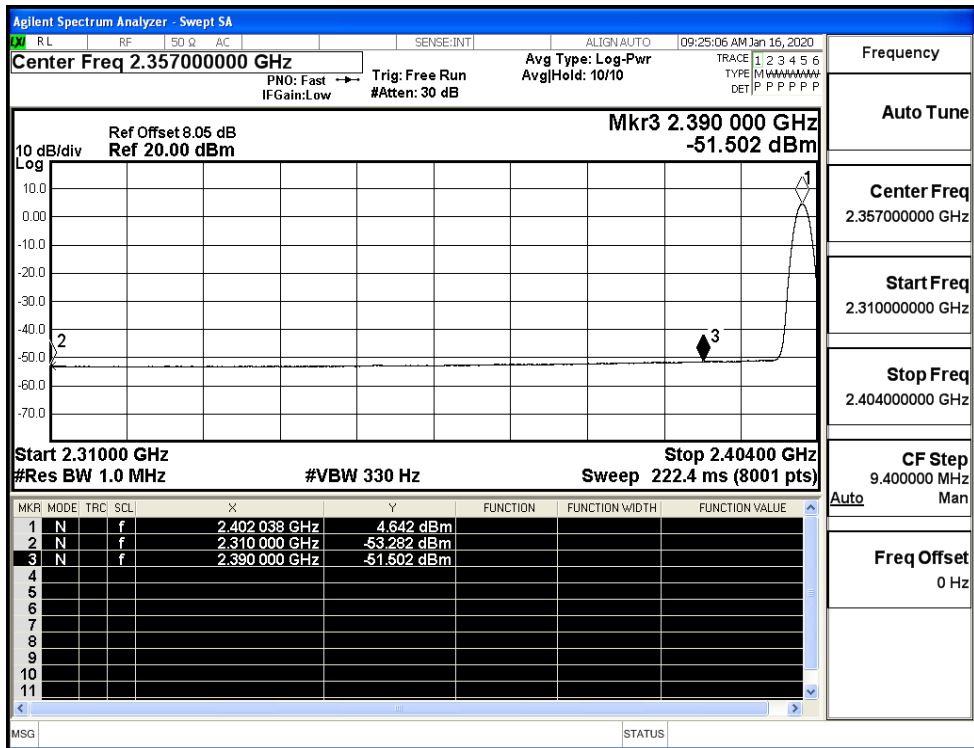 Agilent Spectrum Analyzer - Swept SA
LXI RL RF 50 Ω AC SENSE:INT ALIGN AUTO 09:25:06 AM Jan 16, 2020
Center Freq 2.357000000 GHz
PNO: Fast
IFGain:Low
Trig: Free Run
#Atten: 30 dB
Avg Type: Log-Pwr
Avg|Hold: 10/10
TRACE 1 2 3 4 5 6
TYPE M WWWWW
DET P P P P P P
Ref Offset 8.05 dB
10 dB/div Ref 20.00 dBm
Log
Mkr3 2.390 000 GHz
-51.502 dBm
10.0
0.00
-10.0
-20.0
-30.0
-40.0
-50.0
-60.0
-70.0
1
2
3
Start 2.31000 GHz Stop 2.40400 GHz
#Res BW 1.0 MHz #VBW 330 Hz Sweep 222.4 ms (8001 pts)
MKR MODE TRC SCL X Y FUNCTION FUNCTION WIDTH FUNCTION VALUE
1 N f 2.402 038 GHz 4.642 dBm
2 N f 2.310 000 GHz -53.282 dBm
3 N f 2.390 000 GHz -51.502 dBm
4
5
6
7
8
9
10
11
MSG STATUS
Frequency
Auto Tune
Center Freq
2.357000000 GHz
Start Freq
2.310000000 GHz
Stop Freq
2.404000000 GHz
CF Step
9.400000 MHz
Auto Man
Freq Offset
0 Hz